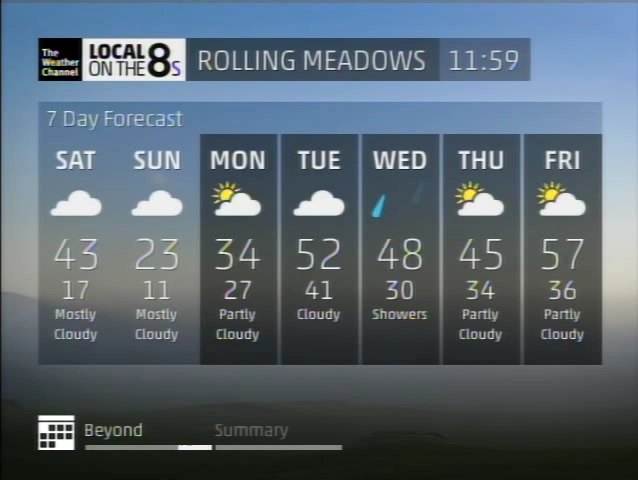 The
Weather
Channel
LOCAL
ON THE 8s
ROLLING MEADOWS 11:59
7 Day Forecast
SAT SUN MON TUE WED THU FRI
43 23 34 52 48 45 57
17 11 27 41 30 34 36
Mostly Mostly Partly Cloudy Showers Partly Partly
Cloudy Cloudy Cloudy Cloudy Cloudy
Beyond Summary